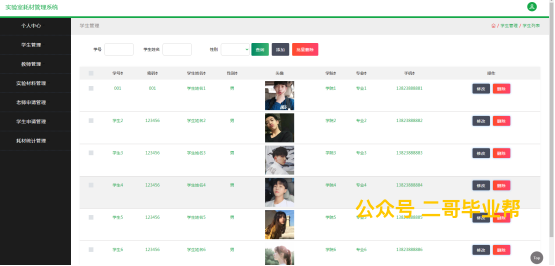 实验室耗材管理系统
个人中心
学生管理
教师管理
实验材料管理
老师申请管理
学生申请管理
耗材统计管理
学生管理
/ 学生管理 / 学生列表
学号
学生姓名
性别
查询
添加
批量删除
学号 密码 学生姓名 性别 头像 学院 专业 手机 操作
001 001 学生姓名1 男 学院1 专业1 13823888881 修改 删除
学生2 123456 学生姓名2 男 学院2 专业2 13823888882 修改 删除
学生3 123456 学生姓名3 男 学院3 专业3 13823888883 修改 删除
学生4 123456 学生姓名4 男 学院4 专业4 13823888884 修改 删除
公众号 二哥毕业帮
学生5 123456 学生姓名5 男 学院5 专业5 13823888885 修改 删除
学生6 123456 学生姓名6 男 学院6 专业6 13823888886 修改 删除
Top